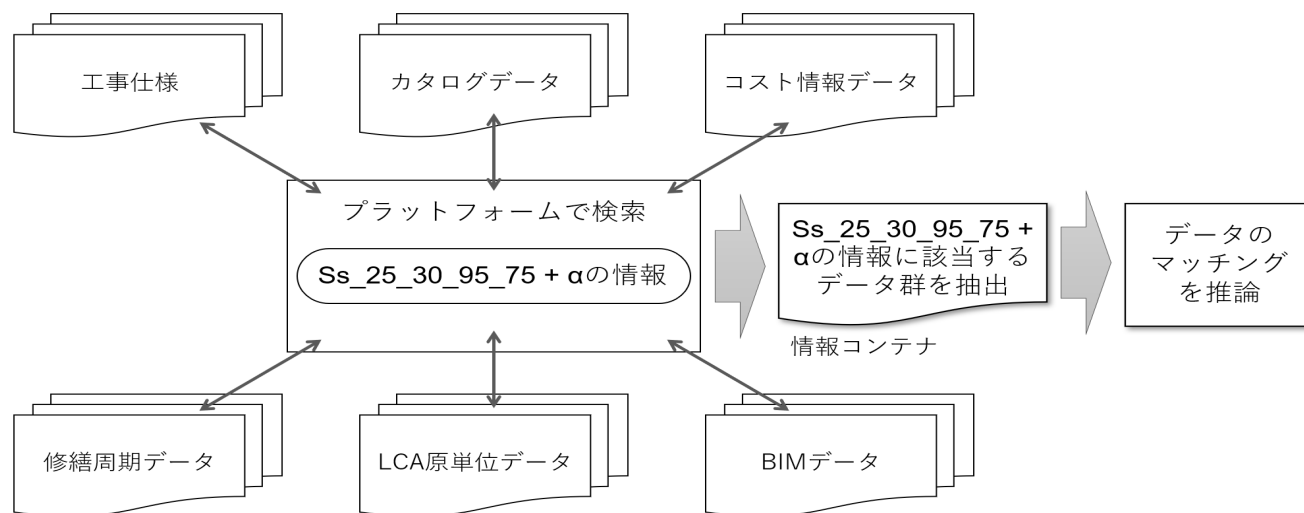 工事仕様
カタログデータ
コスト情報データ
プラットフォームで検索
Ss_25_30_95_75 + αの情報
Ss_25_30_95_75 +
αの情報に該当する
データ群を抽出
情報コンテナ
データの
マッチング
を推論
修繕周期データ
LCA原単位データ
BIMデータ